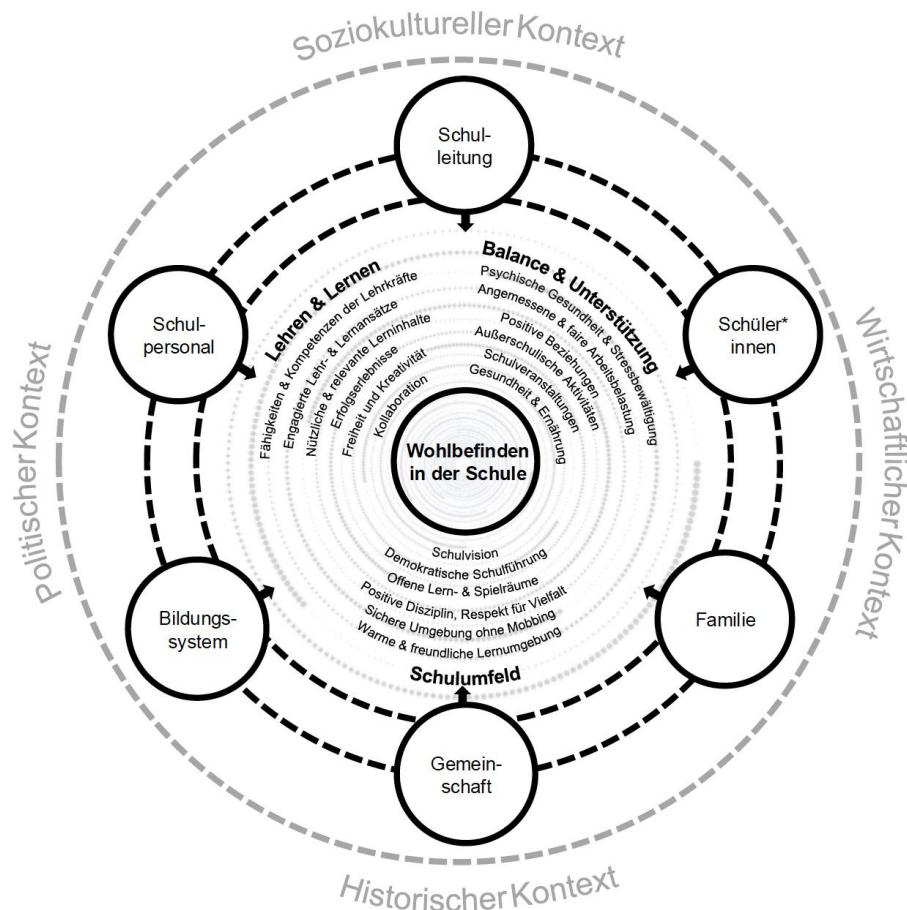 Soziokultureller Kontext
Schul-
leitung
Schul-
personal
Schüler*
innen
Politischer Kontext
Wirtschaftlicher Kontext
Lehren & Lernen
Fähigkeiten & Kompetenzen der Lehrkräfte
Engagierte Lehr- & Lernansätze
Nützliche & relevante Lerninhalte
Erfolgserlebnisse
Freiheit und Kreativität
Kollaboration
Balance & Unterstützung
Psychische Gesundheit & Stressbewältigung
Angemessene & faire Arbeitsbelastung
Positive Beziehungen
Außerschulische Aktivitäten
Schulveranstaltungen
Gesundheit & Ernährung
Wohlbefinden
in der Schule
Schulvision
Demokratische Schulführung
Offene Lern- & Spielräume
Positive Disziplin, Respekt für Vielfalt
Sichere Umgebung ohne Mobbing
Warme & freundliche Lernumgebung
Schulumfeld
Bildungs-
system
Familie
Gemein-
schaft
Historischer Kontext